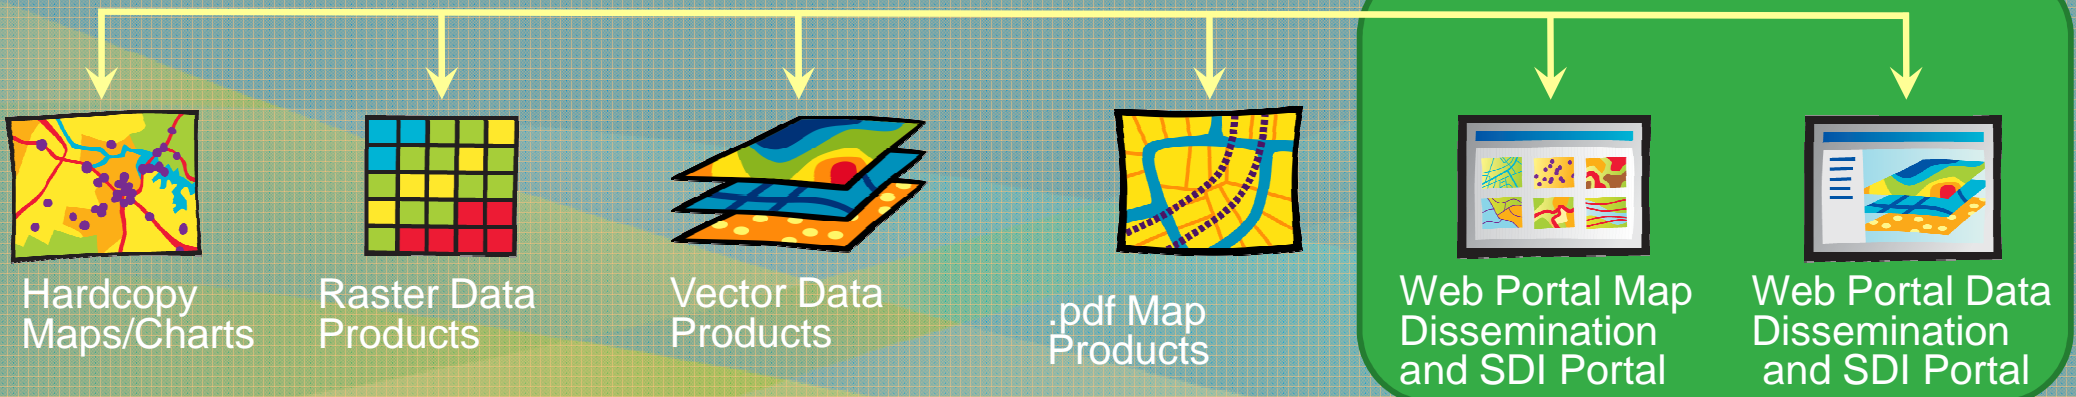 Hardcopy
Maps/Charts
Raster Data
Products
Vector Data
Products
.pdf Map
Products
Web Portal Map
Dissemination
and SDI Portal
Web Portal Data
Dissemination
and SDI Portal